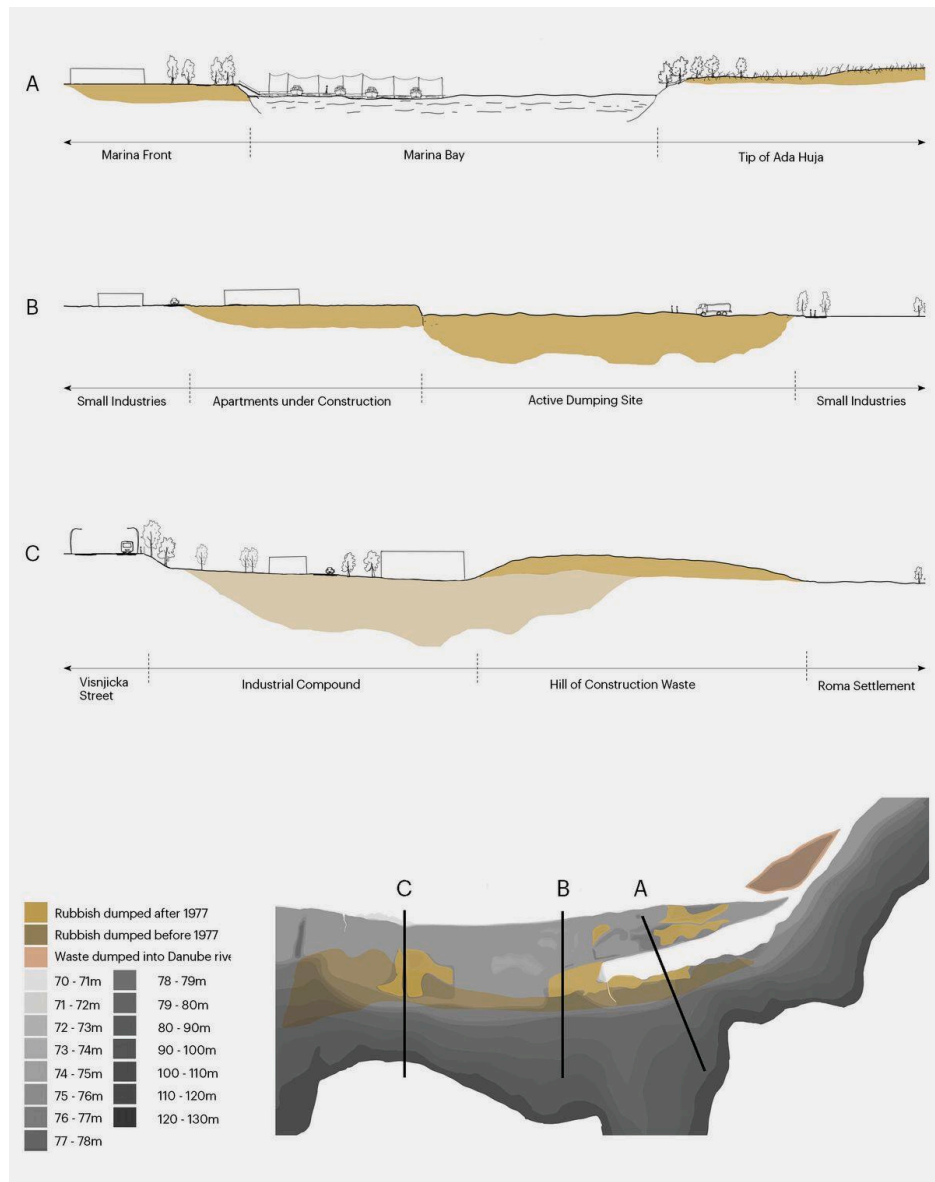 A
Marina Front
Marina Bay
Tip of Ada Huja
B
Small Industries
Apartments under Construction
Active Dumping Site
Small Industries
C
Visnjicka
Street
Industrial Compound
Hill of Construction Waste
Roma Settlement
C
B
A
Rubbish dumped after 1977
Rubbish dumped before 1977
Waste dumped into Danube rive
70 - 71m
71 - 72m
72 - 73m
73 - 74m
74 - 75m
75 - 76m
76 - 77m
77 - 78m
78 - 79m
79 - 80m
80 - 90m
90 - 100m
100 - 110m
110 - 120m
120 - 130m